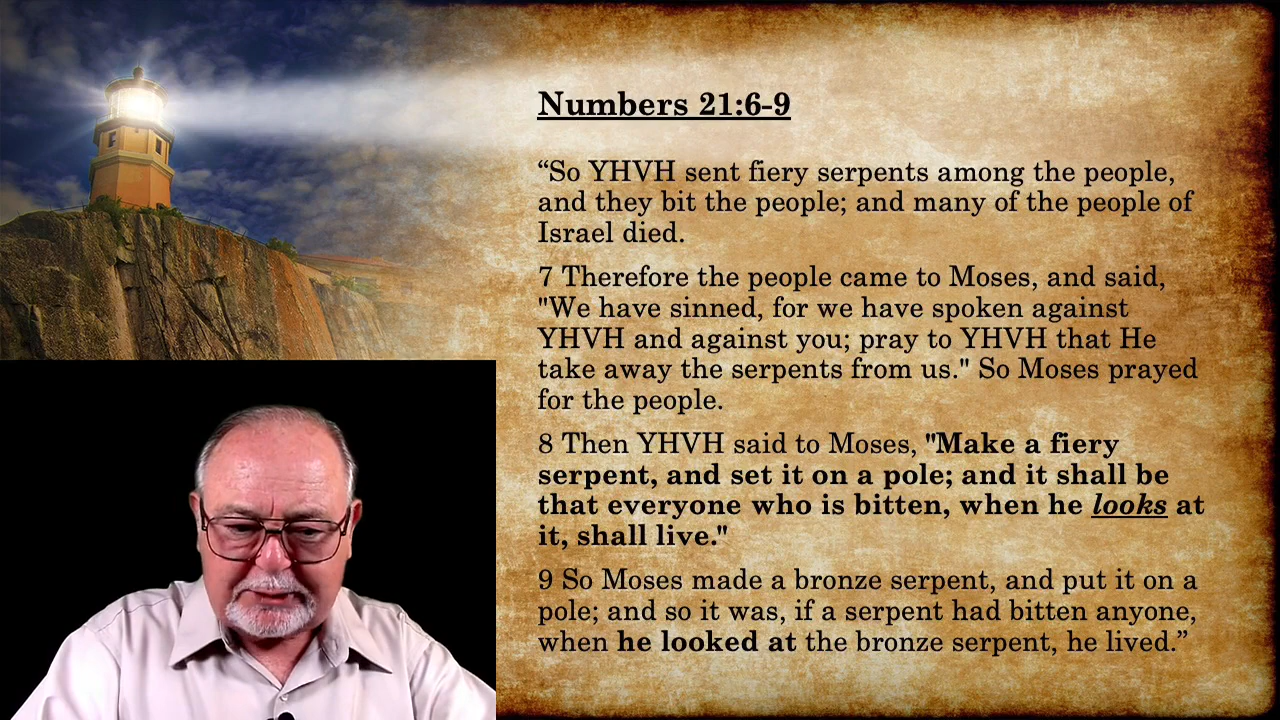 Numbers 21:6-9
“So YHVH sent fiery serpents among the people,
and they bit the people; and many of the people of
Israel died.
7 Therefore the people came to Moses, and said,
"We have sinned, for we have spoken against
YHVH and against you; pray to YHVH that He
take away the serpents from us." So Moses prayed
for the people.
8 Then YHVH said to Moses, "Make a fiery
serpent, and set it on a pole; and it shall be
that everyone who is bitten, when he looks at
it, shall live."
9 So Moses made a bronze serpent, and put it on a
pole; and so it was, if a serpent had bitten anyone,
when he looked at the bronze serpent, he lived.”